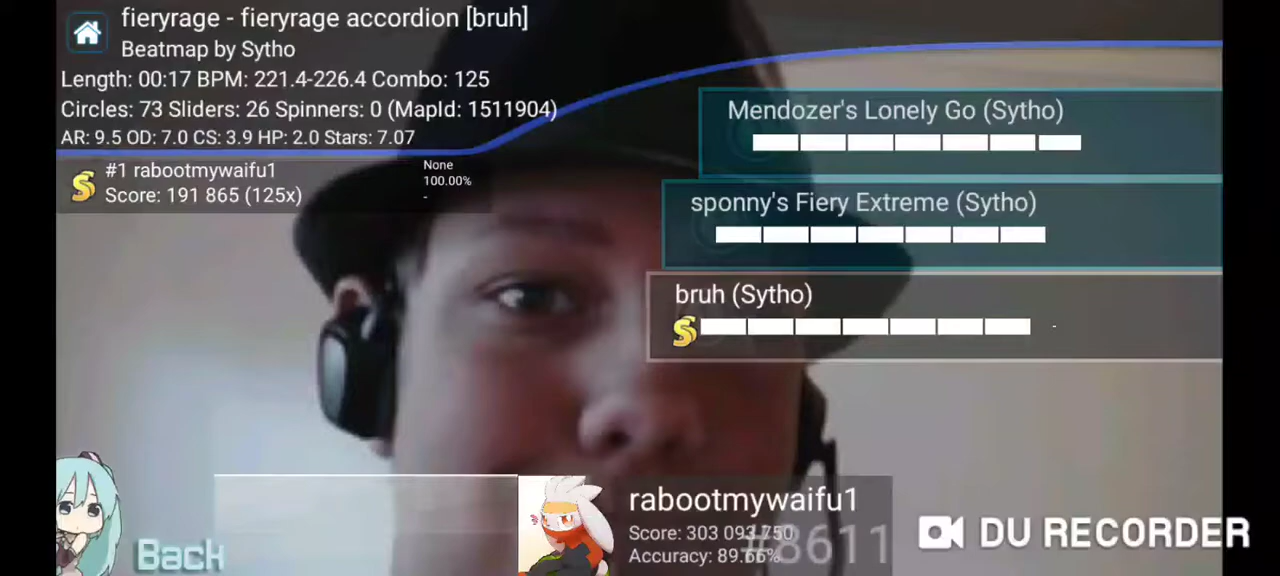 fieryrage - fieryrage accordion [bruh]
Beatmap by Sytho
Length: 00:17 BPM: 221.4-226.4 Combo: 125
Circles: 73 Sliders: 26 Spinners: 0 (MapId: 1511904)
AR: 9.5 OD: 7.0 CS: 3.9 HP: 2.0 Stars: 7.07
#1 rabootmywaifu1
Score: 191 865 (125x)
None
100.00%
-
Mendozer's Lonely Go (Sytho)
sponny's Fiery Extreme (Sytho)
bruh (Sytho)
S
-
Back
rabootmywaifu1
Score: 303 093 750
Accuracy: 89.66%
#8611
DU RECORDER